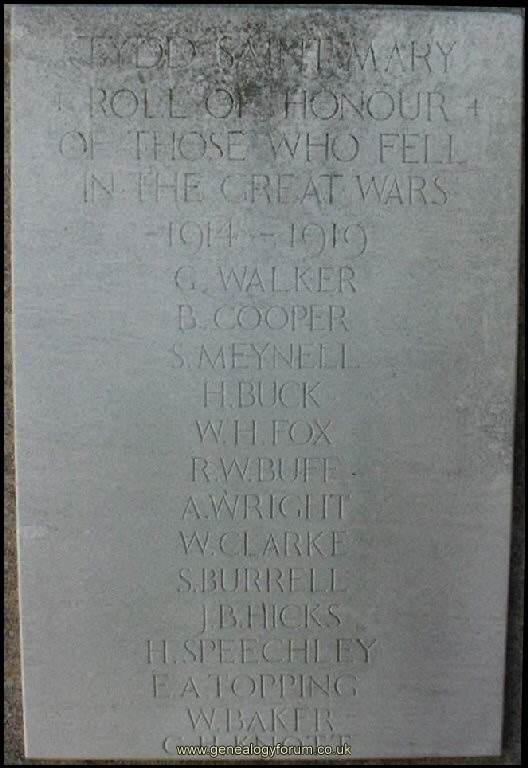 TYDD SAINT MARY
+ ROLL OF HONOUR +
OF THOSE WHO FELL
IN THE GREAT WARS
-1914 - 1919
G. WALKER
B. COOPER
S. MEYNELL
H. BUCK
W. H. FOX
R. W. BUFF
A. WRIGHT
W. CLARKE
S. BURRELL
J. B. HICKS
H. SPEECHLEY
E. A. TOPPING
W. BAKER
KNOTT
www.genealogyforum.co.uk